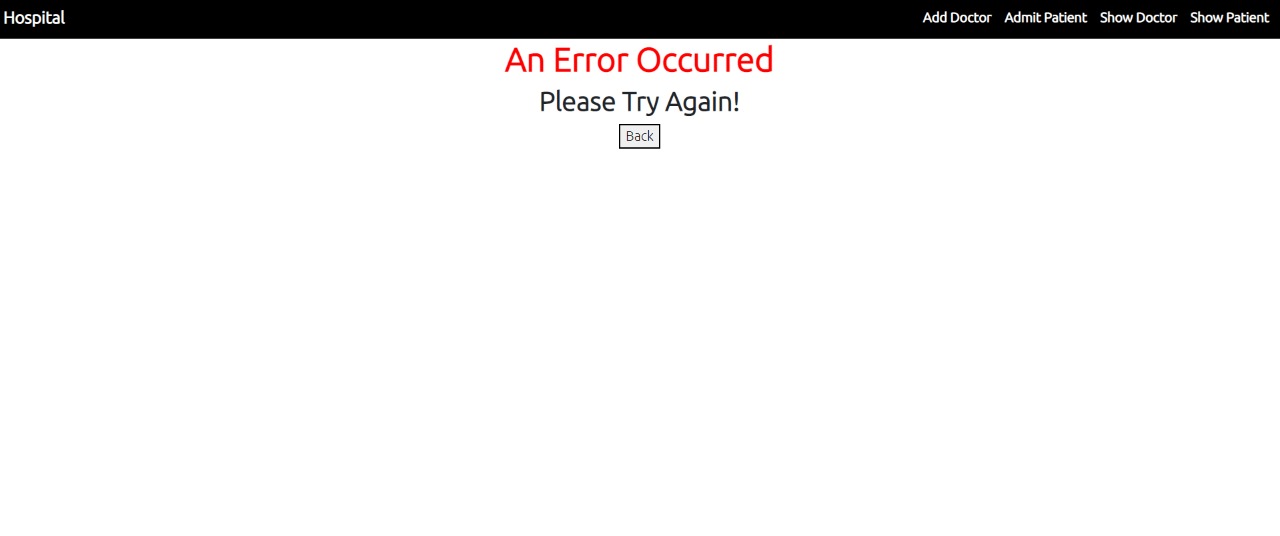 Hospital Add Doctor Admit Patient Show Doctor Show Patient
An Error Occurred
Please Try Again!
Back